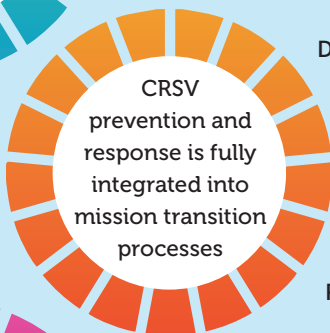 CRSV
prevention and
response is fully
integrated into
mission transition
processes
D